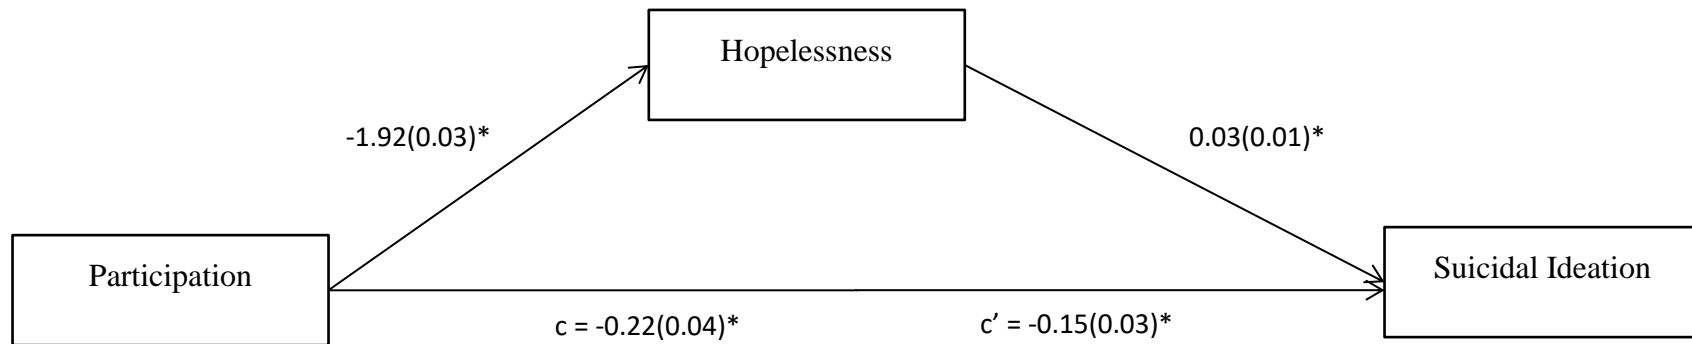 Hopelessness
-1.92(0.03)*
0.03(0.01)*
Participation
Suicidal Ideation
c = -0.22(0.04)*
c’ = -0.15(0.03)*